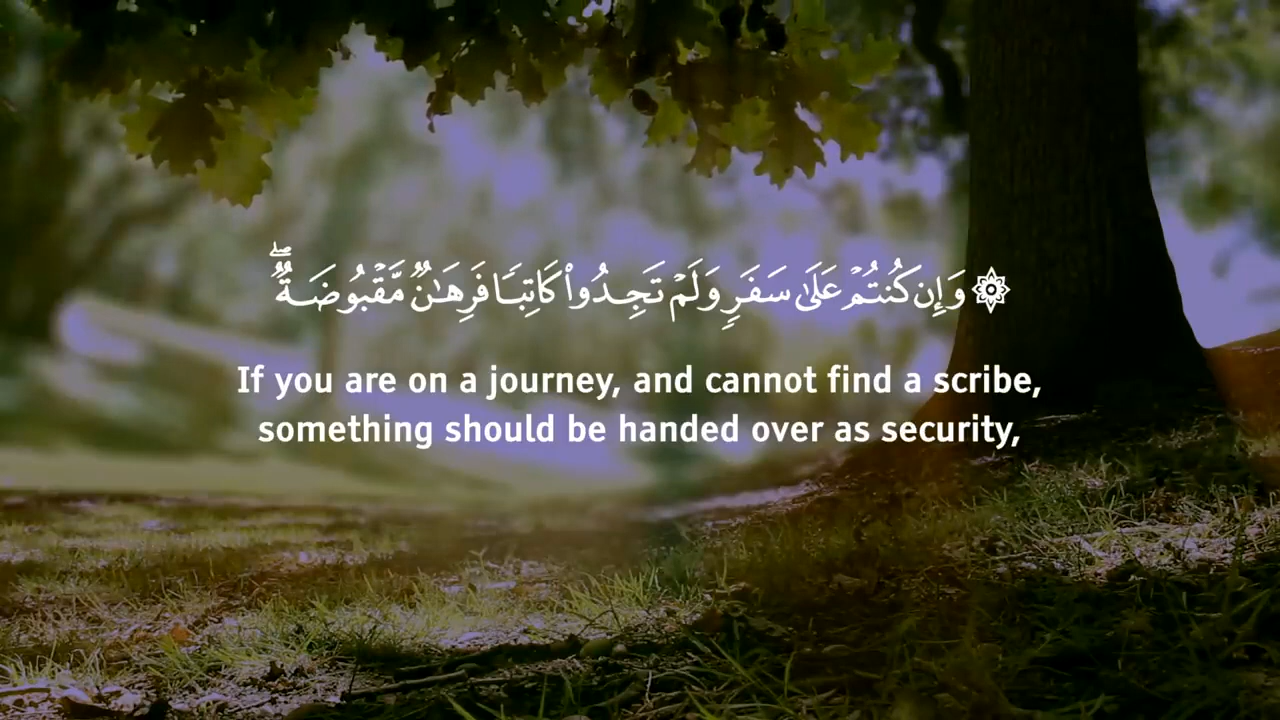 ۞ وَإِن كُنتُمْ عَلَىٰ سَفَرٍ وَلَمْ تَجِدُوا۟ كَاتِبًا فَرِهَـٰنٌ مَّقْبُوضَةٌ ۖ
If you are on a journey, and cannot find a scribe,
something should be handed over as security,